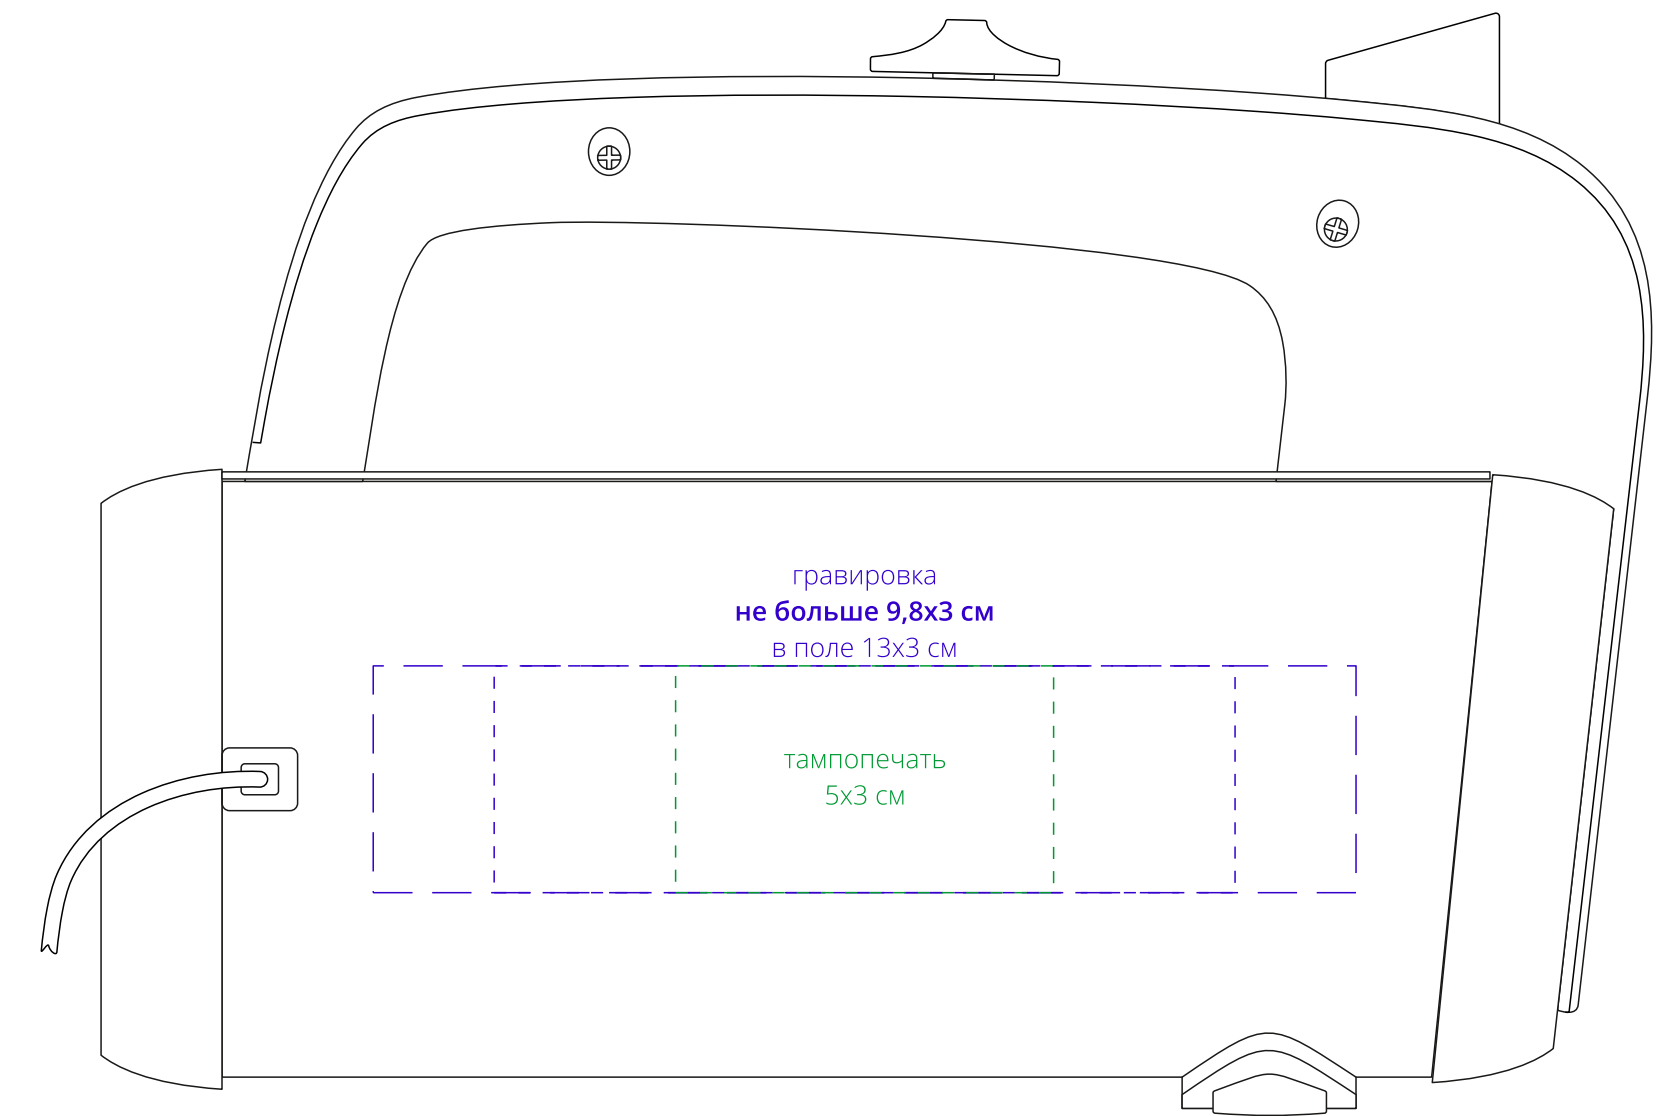 гравировка
не больше 9,8х3 см
в поле 13х3 см
тампопечать
5х3 см